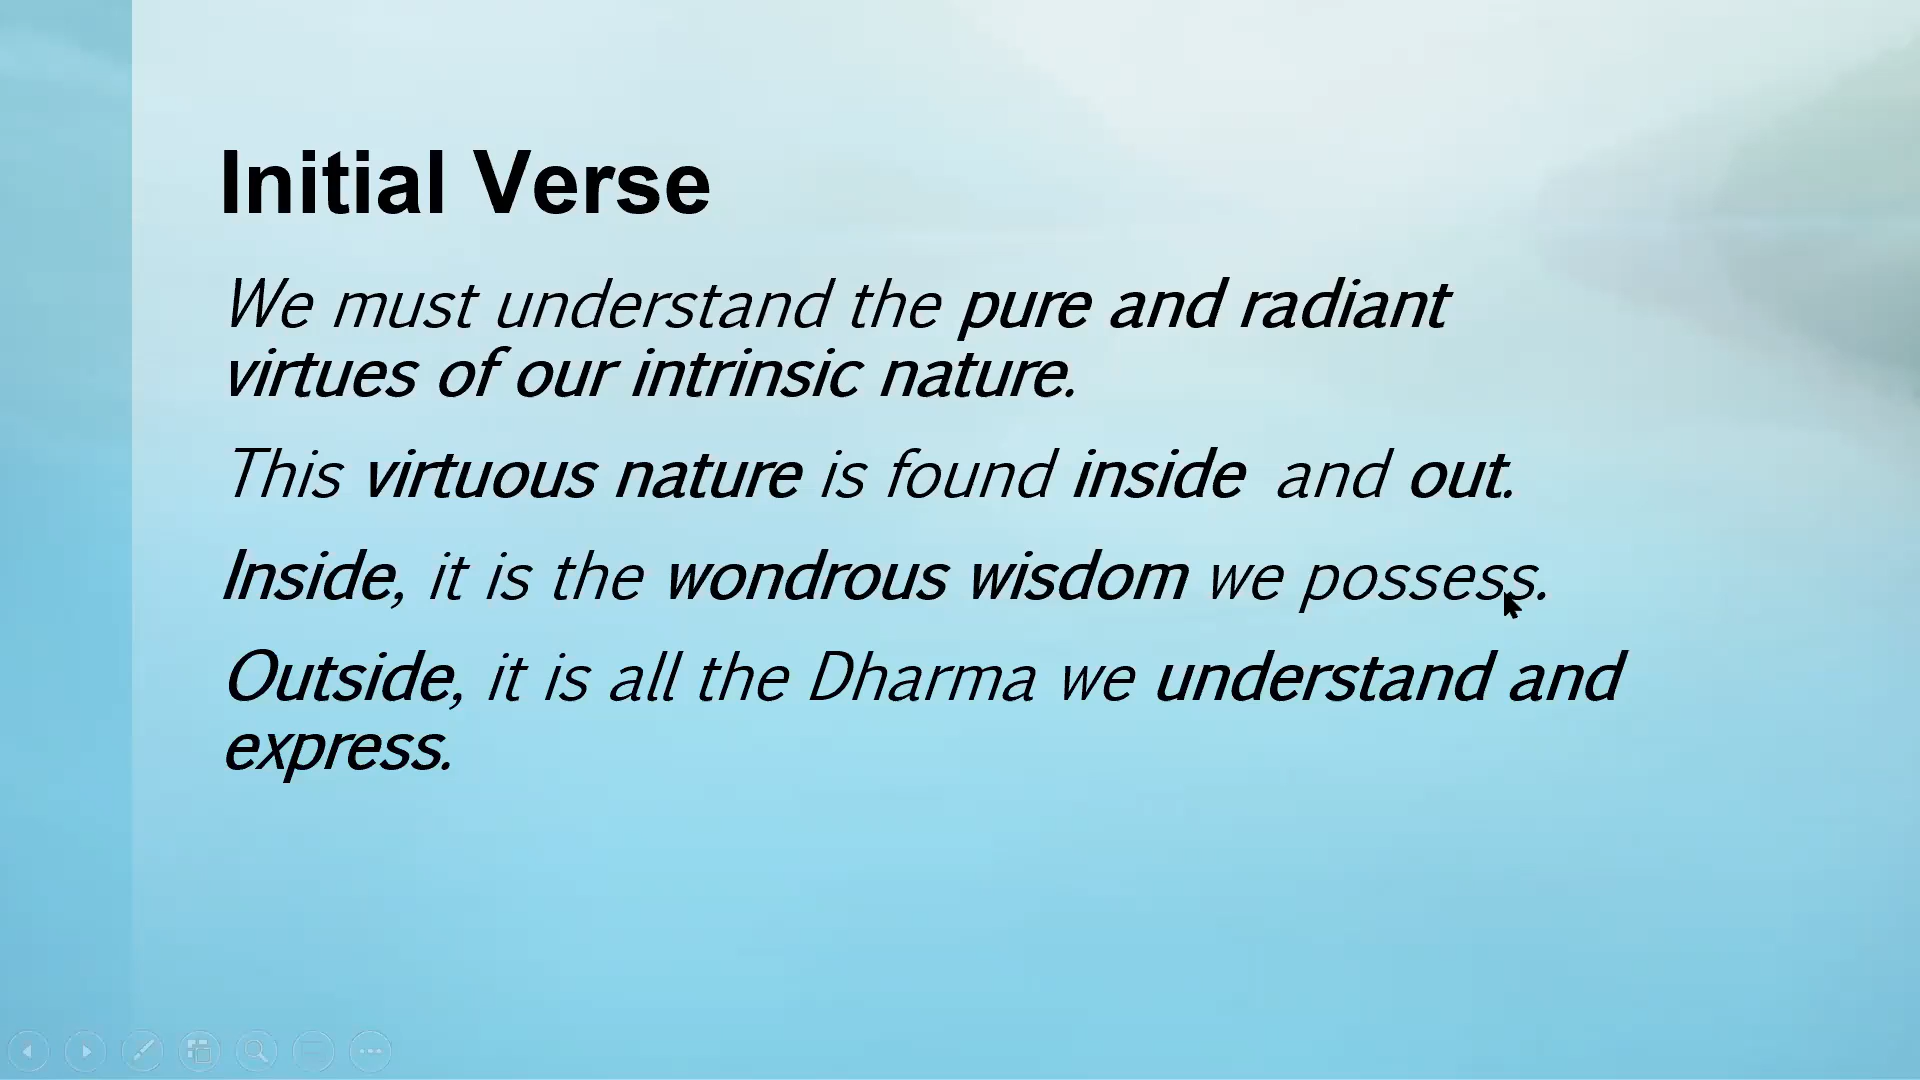 Initial Verse
We must understand the pure and radiant
virtues of our intrinsic nature.
This virtuous nature is found inside and out.
Inside, it is the wondrous wisdom we possess.
Outside, it is all the Dharma we understand and
express.